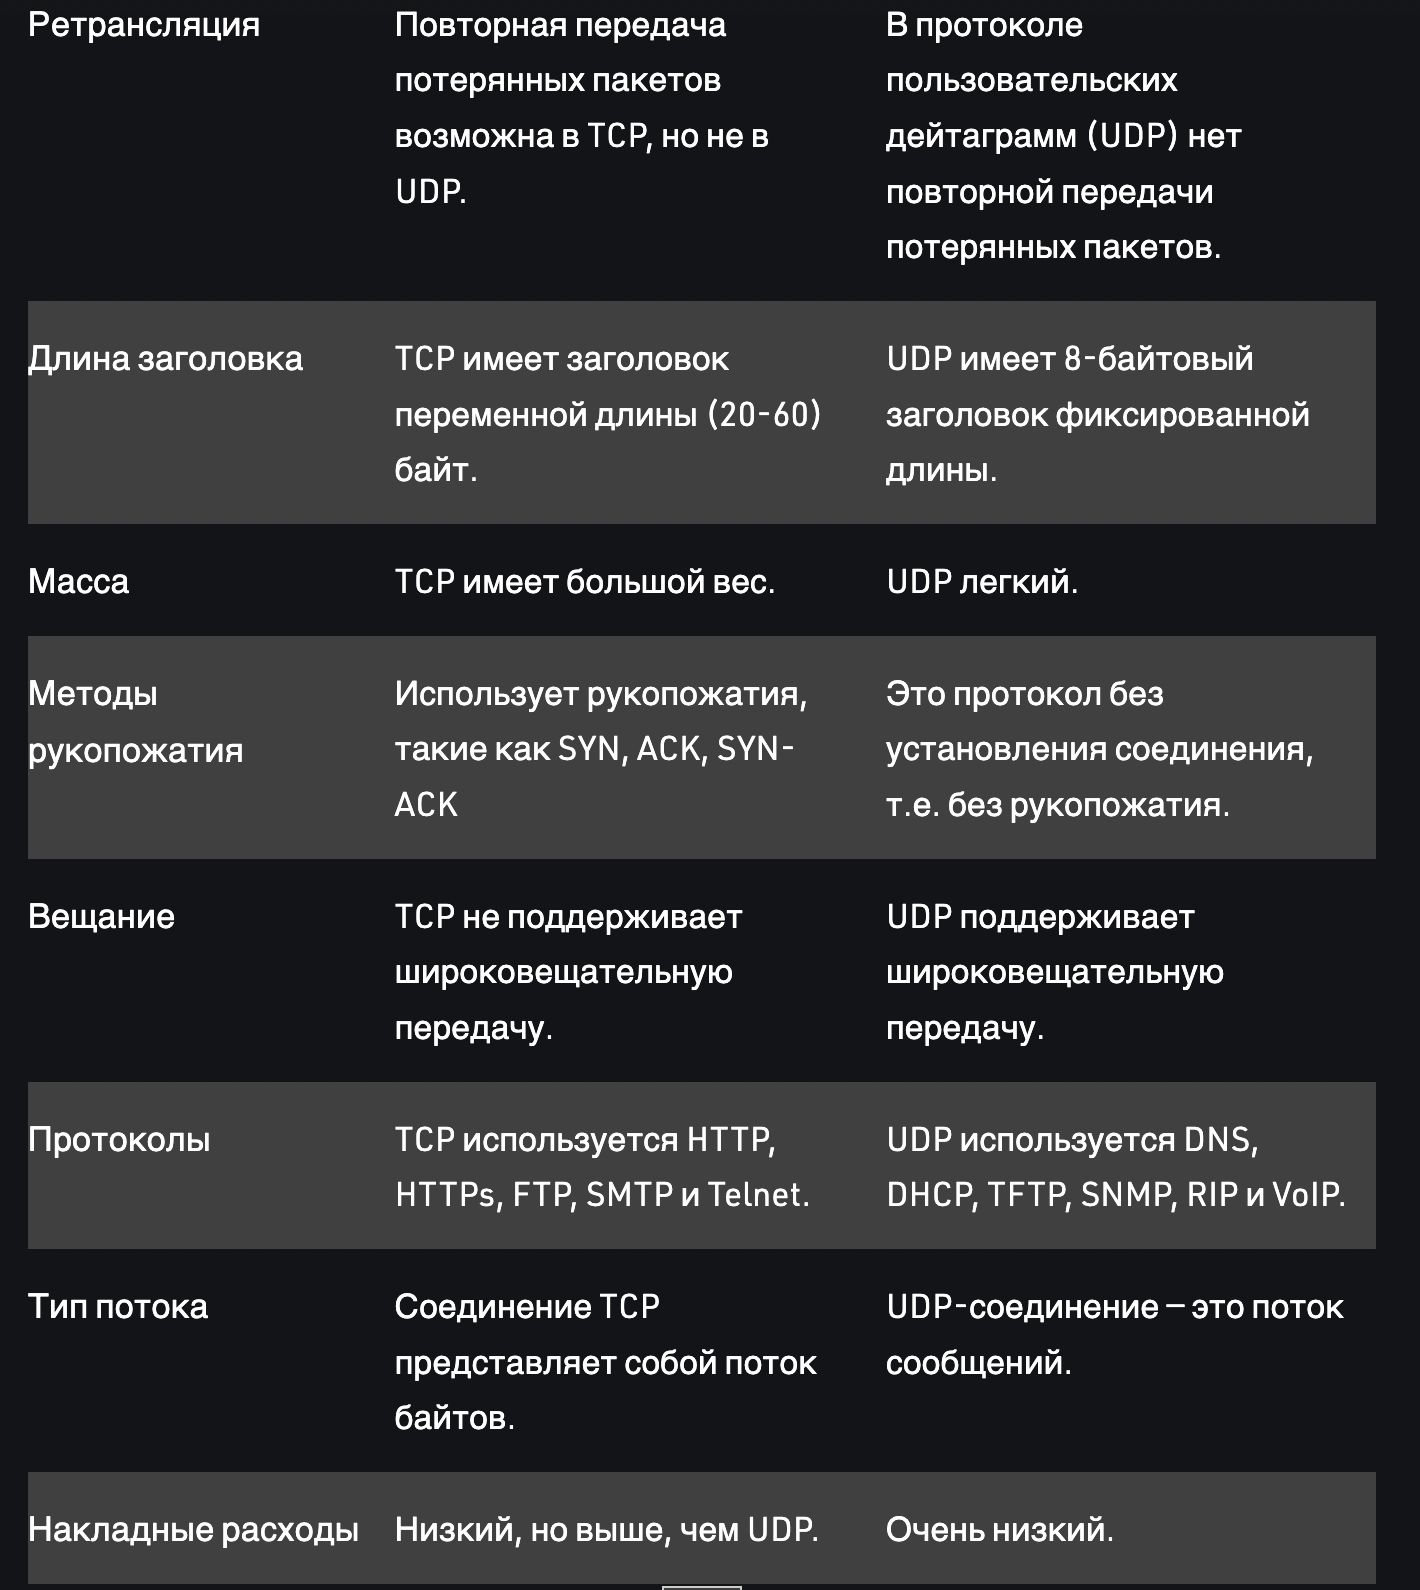 Ретрансляция
Повторная передача
потерянных пакетов
возможна в TCP, но не в
UDP.
В протоколе
пользовательских
дейтаграмм (UDP) нет
повторной передачи
потерянных пакетов.
Длина заголовка
TCP имеет заголовок
переменной длины (20-60)
байт.
UDP имеет 8-байтовый
заголовок фиксированной
длины.
Масса
TCP имеет большой вес.
UDP легкий.
Методы
рукопожатия
Использует рукопожатия,
такие как SYN, ACK, SYN-
ACK
Это протокол без
установления соединения,
т.е. без рукопожатия.
Вещание
TCP не поддерживает
широковещательную
передачу.
UDP поддерживает
широковещательную
передачу.
Протоколы
TCP используется HTTP,
HTTPs, FTP, SMTP и Telnet.
UDP используется DNS,
DHCP, TFTP, SNMP, RIP и VoIP.
Тип потока
Соединение TCP
представляет собой поток
байтов.
UDP-соединение – это поток
сообщений.
Накладные расходы
Низкий, но выше, чем UDP.
Очень низкий.